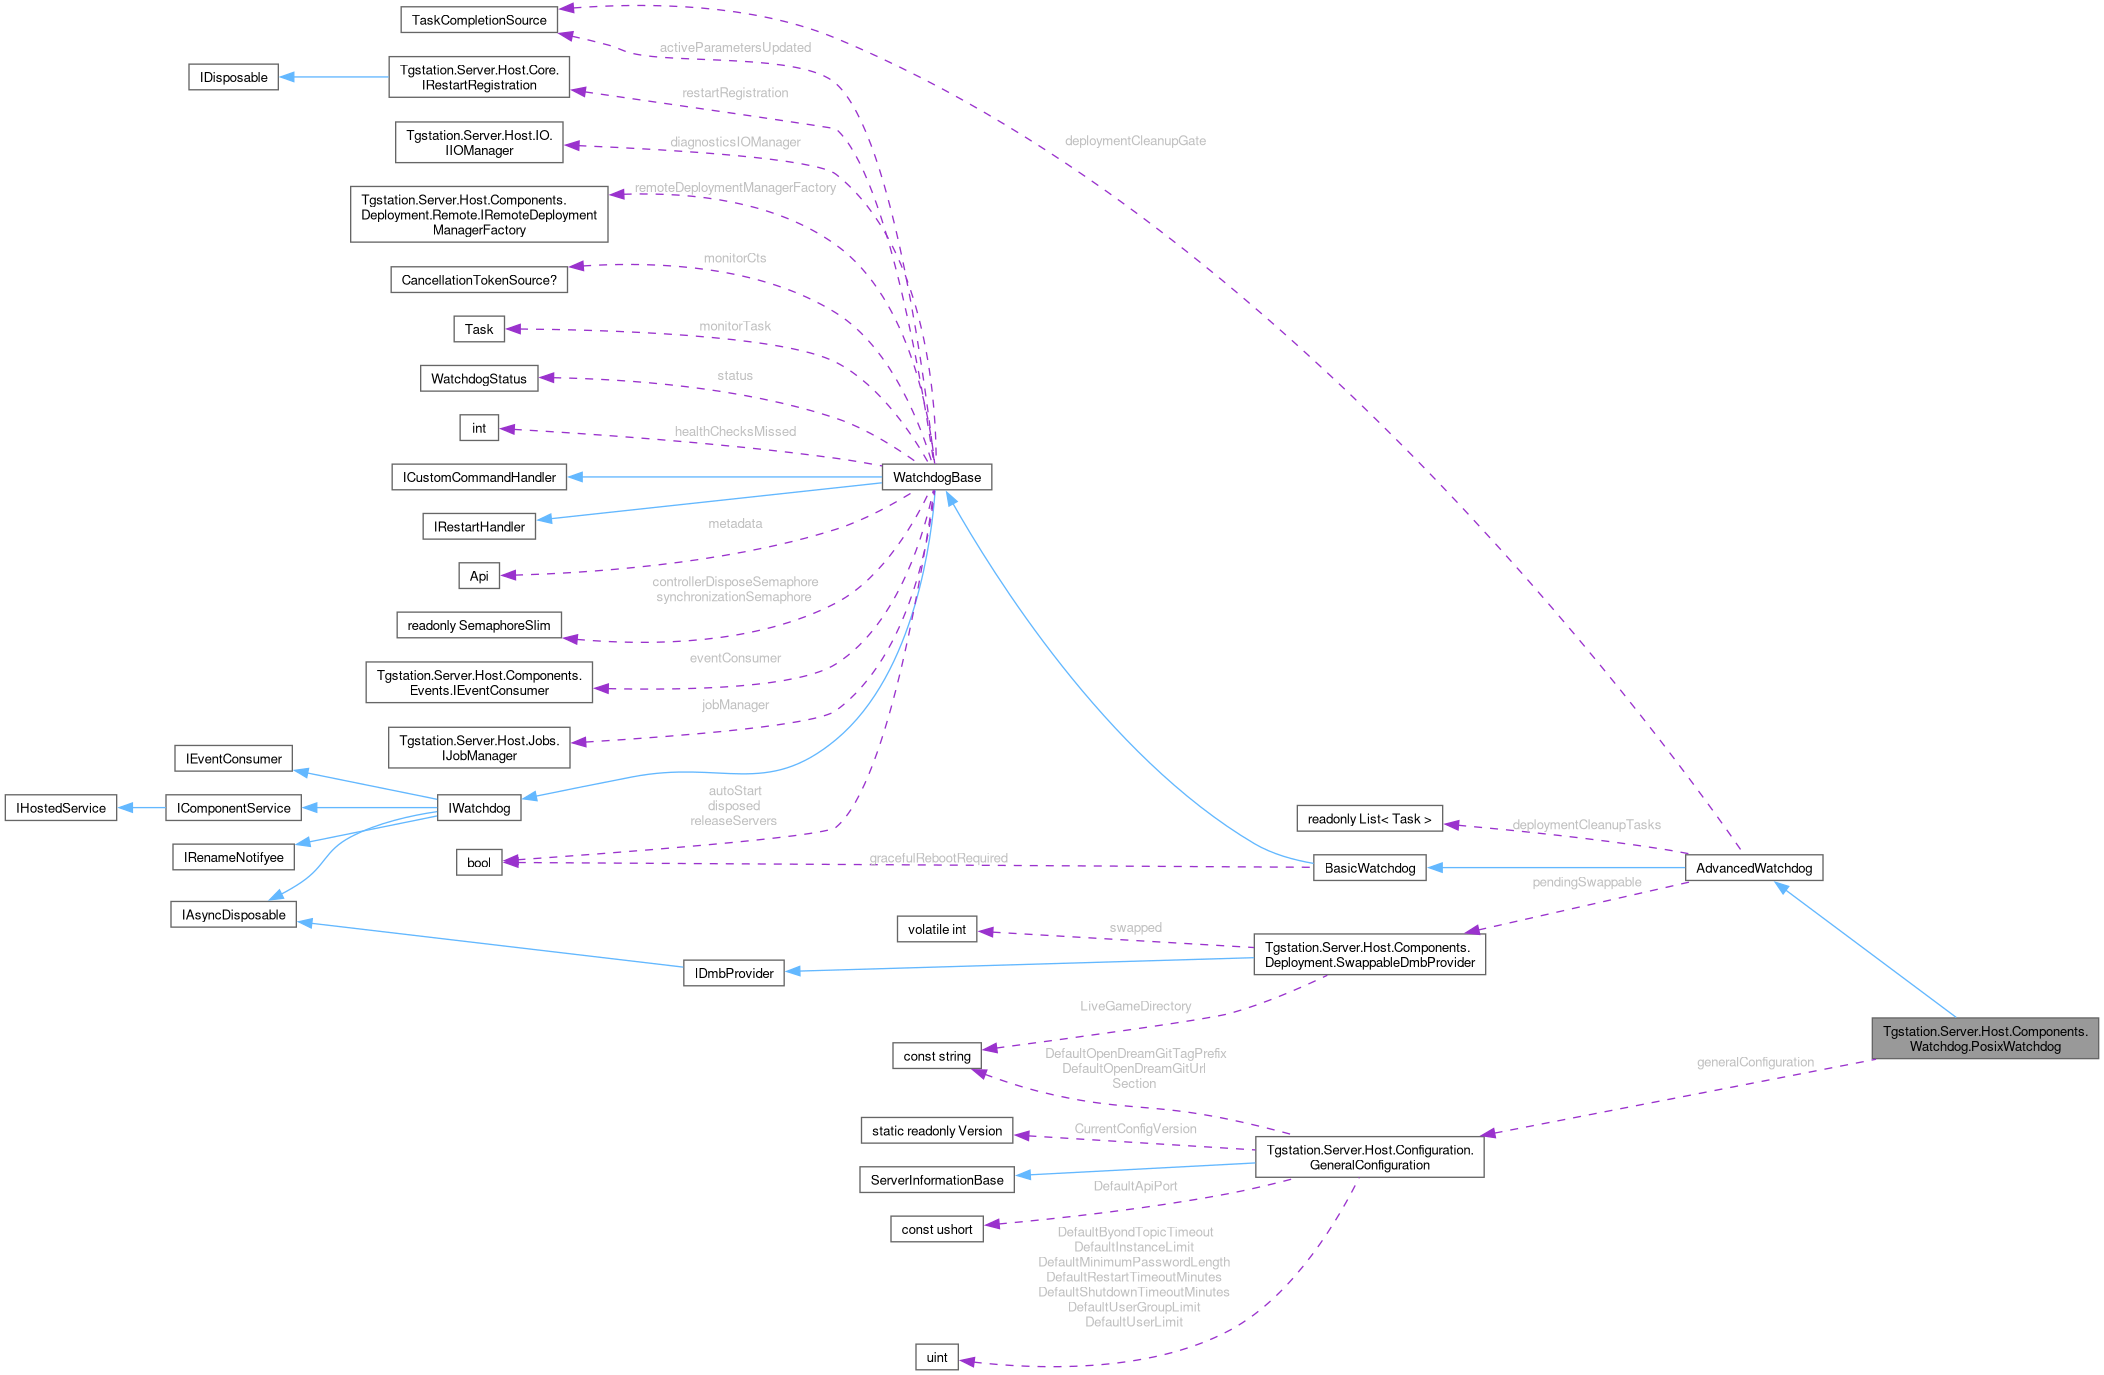 TaskCompletionSource
activeParametersUpdated
IDisposable
Tgstation.Server.Host.Core.
IRestartRegistration
restartRegistration
Tgstation.Server.Host.IO.
IIOManager
diagnosticsIOManager
deploymentCleanupGate
Tgstation.Server.Host.Components.
Deployment.Remote.IRemoteDeployment
ManagerFactory
remoteDeploymentManagerFactory
CancellationTokenSource?
monitorCts
Task
monitorTask
WatchdogStatus
status
int
healthChecksMissed
ICustomCommandHandler
WatchdogBase
IRestartHandler
metadata
Api
controllerDisposeSemaphore
synchronizationSemaphore
readonly SemaphoreSlim
eventConsumer
Tgstation.Server.Host.Components.
Events.IEventConsumer
jobManager
Tgstation.Server.Host.Jobs.
IJobManager
IEventConsumer
IHostedService
IComponentService
IWatchdog
autoStart
disposed
releaseServers
IRenameNotifyee
bool
gracefulRebootRequired
readonly List< Task >
deploymentCleanupTasks
BasicWatchdog
AdvancedWatchdog
pendingSwappable
IAsyncDisposable
volatile int
swapped
Tgstation.Server.Host.Components.
Deployment.SwappableDmbProvider
IDmbProvider
LiveGameDirectory
const string
DefaultOpenDreamGitTagPrefix
DefaultOpenDreamGitUrl
Section
Tgstation.Server.Host.Components.
Watchdog.PosixWatchdog
generalConfiguration
static readonly Version
CurrentConfigVersion
Tgstation.Server.Host.Configuration.
GeneralConfiguration
ServerInformationBase
DefaultApiPort
const ushort
DefaultByondTopicTimeout
DefaultInstanceLimit
DefaultMinimumPasswordLength
DefaultRestartTimeoutMinutes
DefaultShutdownTimeoutMinutes
DefaultUserGroupLimit
DefaultUserLimit
uint